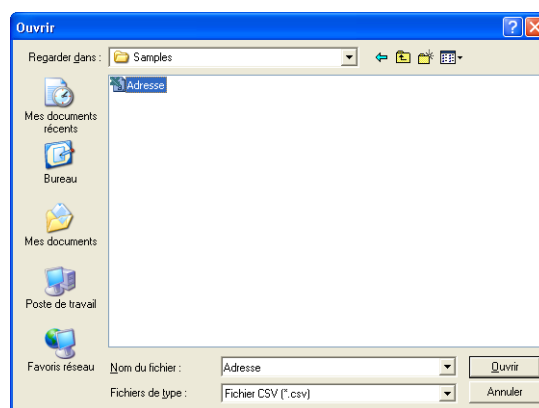 Ouvrir
Regarder dans :
Samples
Adresse
Mes documents
récents
Bureau
Mes documents
Poste de travail
Favoris réseau
Nom du fichier :
Adresse
Ouvrir
Fichiers de type :
Fichier CSV (*.csv)
Annuler